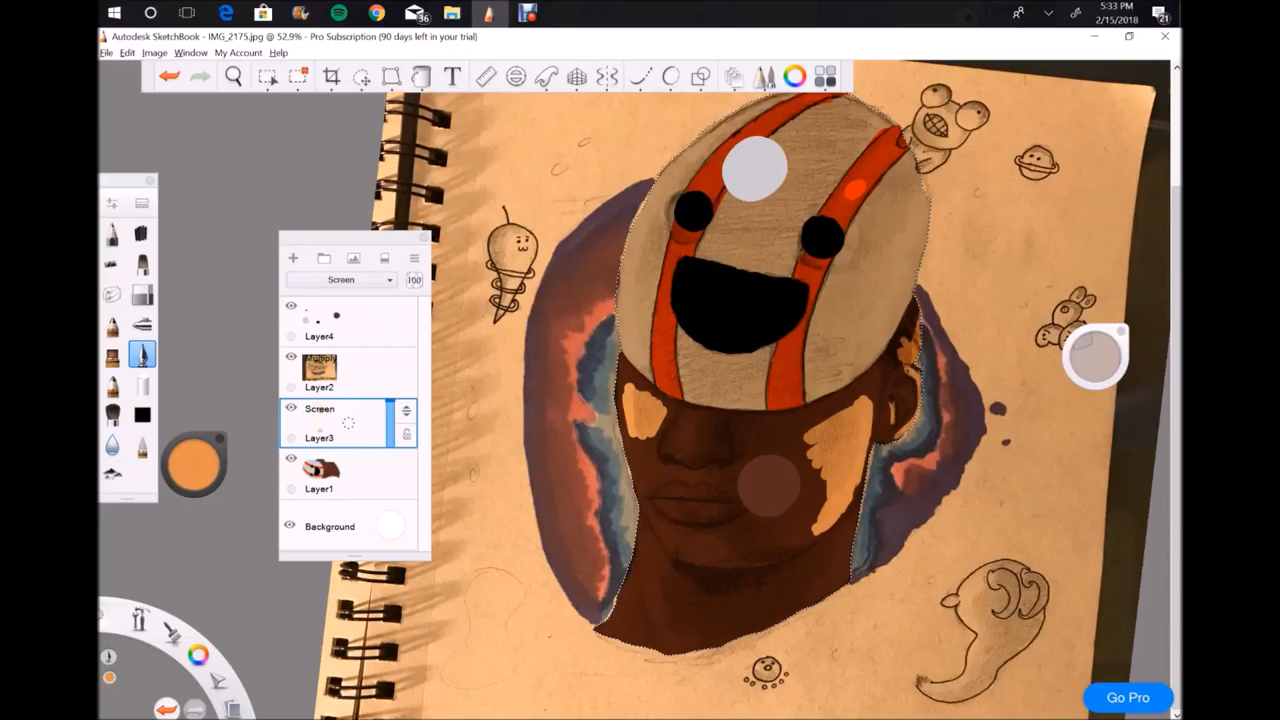 36
5:33 PM
2/15/2018
21
Autodesk SketchBook - IMG_2175.jpg @ 52.9% - Pro Subscription (90 days left in your trial)
File Edit Image Window My Account Help
T
Screen
100
Layer4
Multiply
Layer2
Screen
Layer3
Layer1
Background
Go Pro